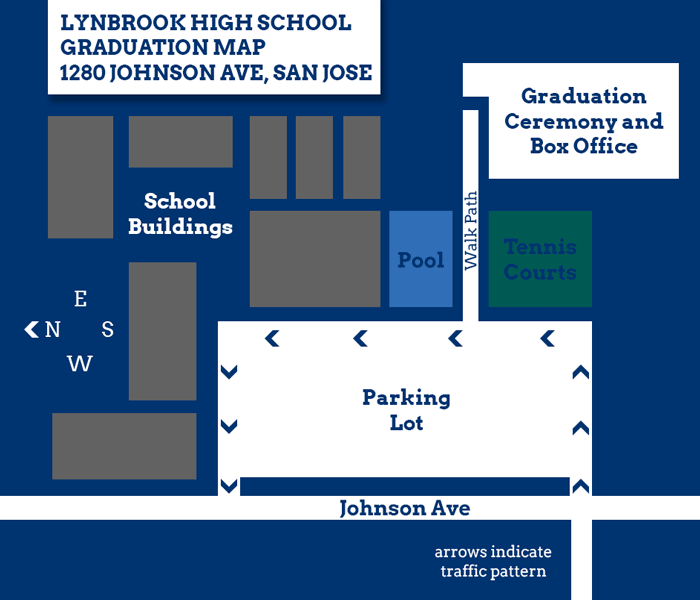 LYNBROOK HIGH SCHOOL
GRADUATION MAP
1280 JOHNSON AVE, SAN JOSE
Graduation
Ceremony and
Box Office
School
Buildings
Walk Path
Pool
Tennis
Courts
E
N S
W
Parking
Lot
Johnson Ave
arrows indicate
traffic pattern